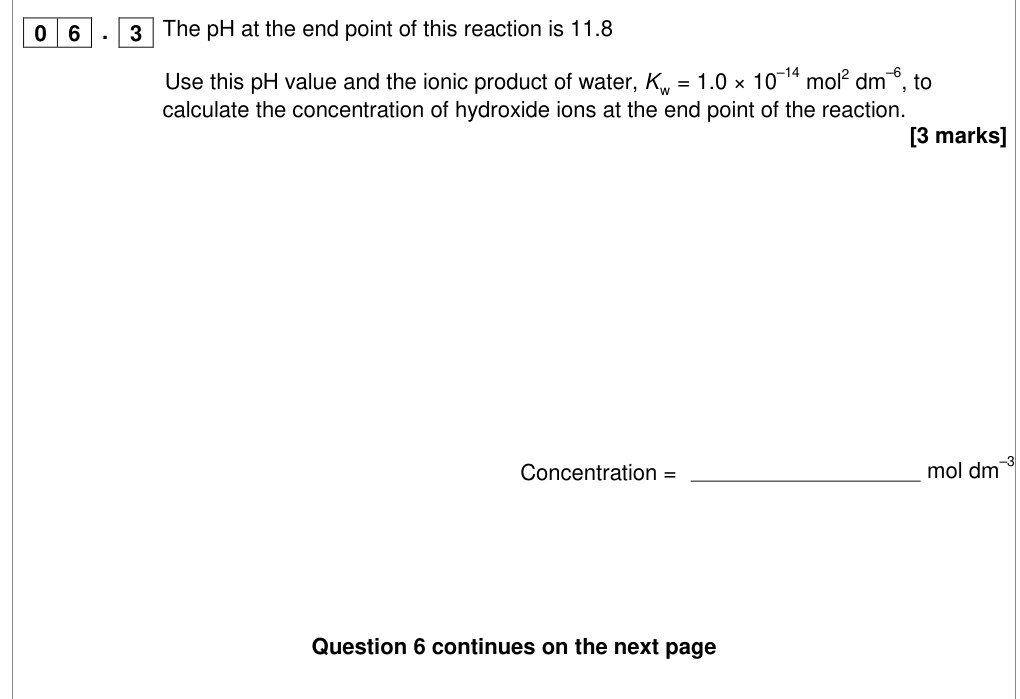 0 6 . 3 The pH at the end point of this reaction is 11.8
Use this pH value and the ionic product of water, Kw = 1.0 × 10⁻¹⁴ mol² dm⁻⁶, to
calculate the concentration of hydroxide ions at the end point of the reaction.
[3 marks]
Concentration = ____________________ mol dm⁻³
Question 6 continues on the next page